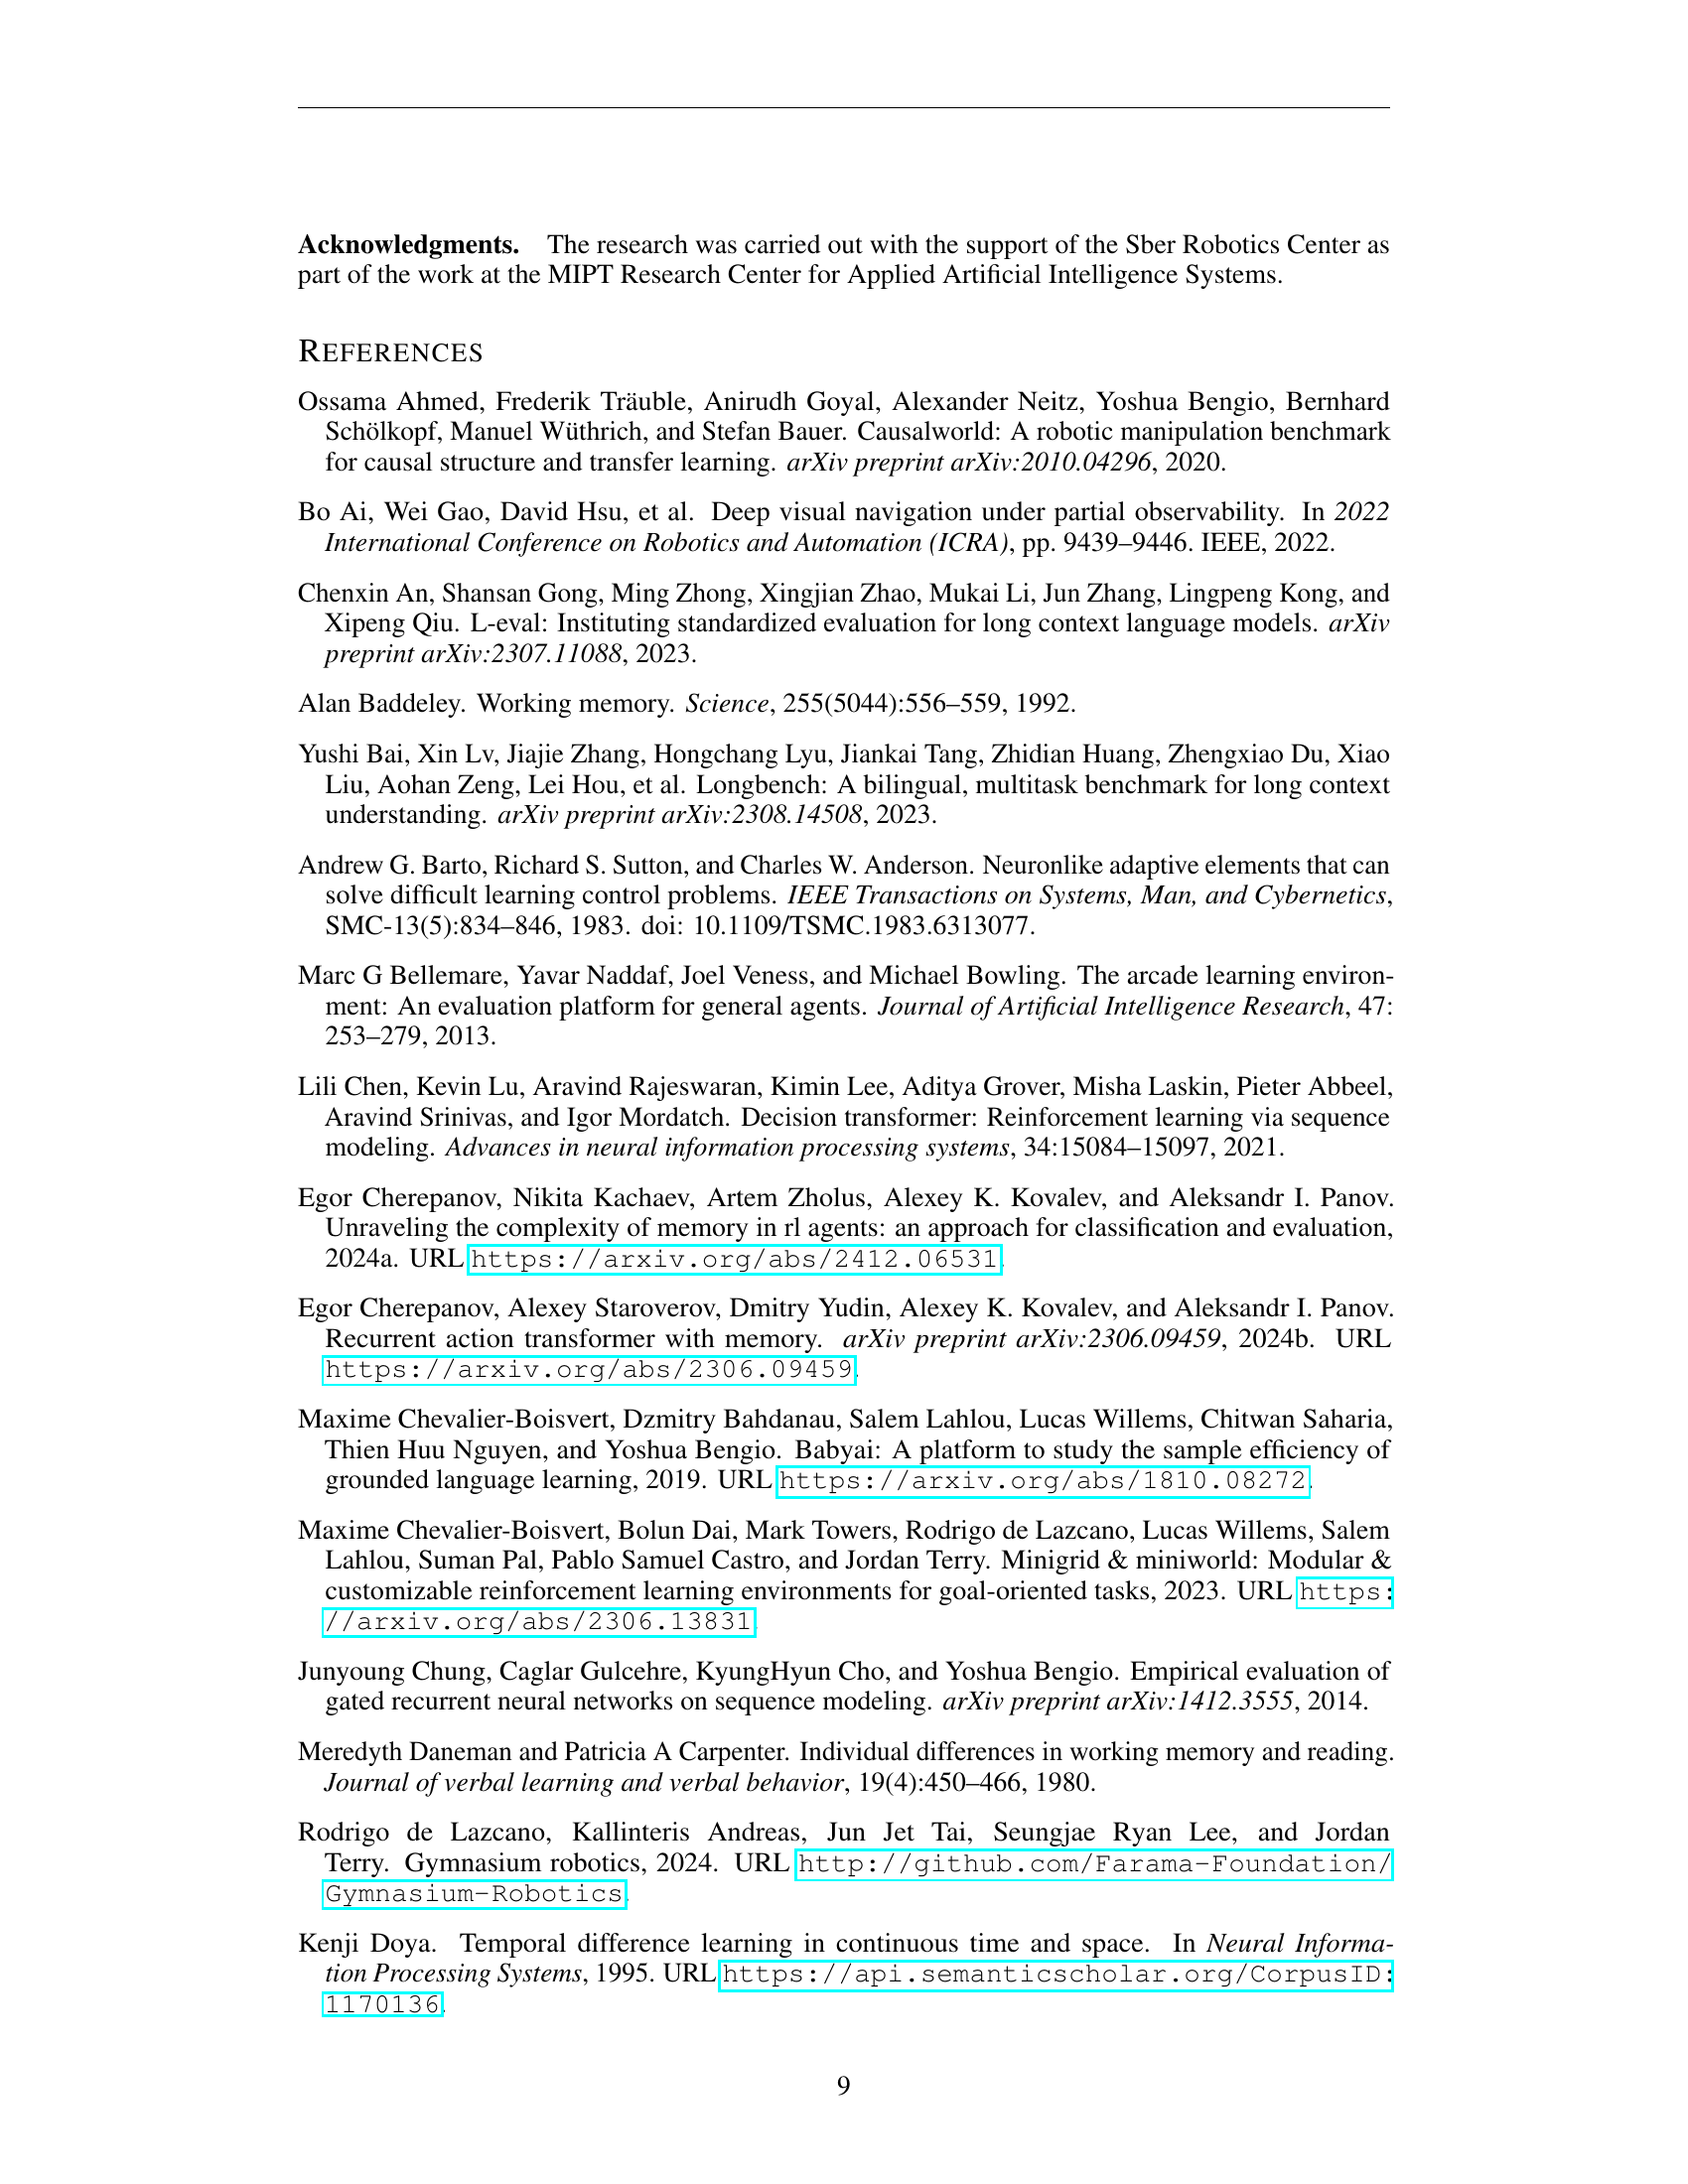 Acknowledgments. The research was carried out with the support of the Sber Robotics Center as
part of the work at the MIPT Research Center for Applied Artificial Intelligence Systems.
REFERENCES
Ossama Ahmed, Frederik Träuble, Anirudh Goyal, Alexander Neitz, Yoshua Bengio, Bernhard
Schölkopf, Manuel Wüthrich, and Stefan Bauer. Causalworld: A robotic manipulation benchmark
for causal structure and transfer learning. arXiv preprint arXiv:2010.04296, 2020.
Bo Ai, Wei Gao, David Hsu, et al. Deep visual navigation under partial observability. In 2022
International Conference on Robotics and Automation (ICRA), pp. 9439–9446. IEEE, 2022.
Chenxin An, Shansan Gong, Ming Zhong, Xingjian Zhao, Mukai Li, Jun Zhang, Lingpeng Kong, and
Xipeng Qiu. L-eval: Instituting standardized evaluation for long context language models. arXiv
preprint arXiv:2307.11088, 2023.
Alan Baddeley. Working memory. Science, 255(5044):556–559, 1992.
Yushi Bai, Xin Lv, Jiajie Zhang, Hongchang Lyu, Jiankai Tang, Zhidian Huang, Zhengxiao Du, Xiao
Liu, Aohan Zeng, Lei Hou, et al. Longbench: A bilingual, multitask benchmark for long context
understanding. arXiv preprint arXiv:2308.14508, 2023.
Andrew G. Barto, Richard S. Sutton, and Charles W. Anderson. Neuronlike adaptive elements that can
solve difficult learning control problems. IEEE Transactions on Systems, Man, and Cybernetics,
SMC-13(5):834–846, 1983. doi: 10.1109/TSMC.1983.6313077.
Marc G Bellemare, Yavar Naddaf, Joel Veness, and Michael Bowling. The arcade learning environ-
ment: An evaluation platform for general agents. Journal of Artificial Intelligence Research, 47:
253–279, 2013.
Lili Chen, Kevin Lu, Aravind Rajeswaran, Kimin Lee, Aditya Grover, Misha Laskin, Pieter Abbeel,
Aravind Srinivas, and Igor Mordatch. Decision transformer: Reinforcement learning via sequence
modeling. Advances in neural information processing systems, 34:15084–15097, 2021.
Egor Cherepanov, Nikita Kachaev, Artem Zholus, Alexey K. Kovalev, and Aleksandr I. Panov.
Unraveling the complexity of memory in rl agents: an approach for classification and evaluation,
2024a. URL https://arxiv.org/abs/2412.06531.
Egor Cherepanov, Alexey Staroverov, Dmitry Yudin, Alexey K. Kovalev, and Aleksandr I. Panov.
Recurrent action transformer with memory. arXiv preprint arXiv:2306.09459, 2024b. URL
https://arxiv.org/abs/2306.09459.
Maxime Chevalier-Boisvert, Dzmitry Bahdanau, Salem Lahlou, Lucas Willems, Chitwan Saharia,
Thien Huu Nguyen, and Yoshua Bengio. Babyai: A platform to study the sample efficiency of
grounded language learning, 2019. URL https://arxiv.org/abs/1810.08272.
Maxime Chevalier-Boisvert, Bolun Dai, Mark Towers, Rodrigo de Lazcano, Lucas Willems, Salem
Lahlou, Suman Pal, Pablo Samuel Castro, and Jordan Terry. Minigrid & miniworld: Modular &
customizable reinforcement learning environments for goal-oriented tasks, 2023. URL https:
//arxiv.org/abs/2306.13831.
Junyoung Chung, Caglar Gulcehre, KyungHyun Cho, and Yoshua Bengio. Empirical evaluation of
gated recurrent neural networks on sequence modeling. arXiv preprint arXiv:1412.3555, 2014.
Meredyth Daneman and Patricia A Carpenter. Individual differences in working memory and reading.
Journal of verbal learning and verbal behavior, 19(4):450–466, 1980.
Rodrigo de Lazcano, Kallinteris Andreas, Jun Jet Tai, Seungjae Ryan Lee, and Jordan
Terry. Gymnasium robotics, 2024. URL http://github.com/Farama-Foundation/
Gymnasium-Robotics.
Kenji Doya. Temporal difference learning in continuous time and space. In Neural Informa-
tion Processing Systems, 1995. URL https://api.semanticscholar.org/CorpusID:
1170136.
9